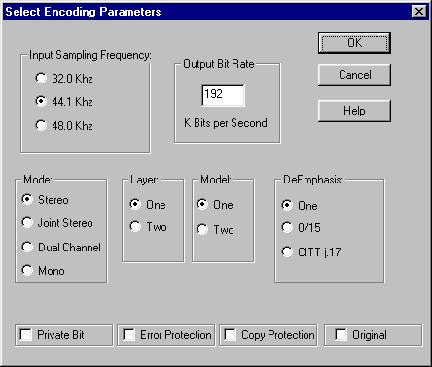 Select Encoding Parameters
Input Sampling Frequency:
32.0 Khz
44.1 Khz
48.0 Khz
Output Bit Rate
192
K Bits per Second
OK
Cancel
Help
Mode:
Stereo
Joint Stereo
Dual Channel
Mono
Layer:
One
Two
Model:
One
Two
DeEmphasis:
One
0/15
CITT j.17
Private Bit
Error Protection
Copy Protection
Original